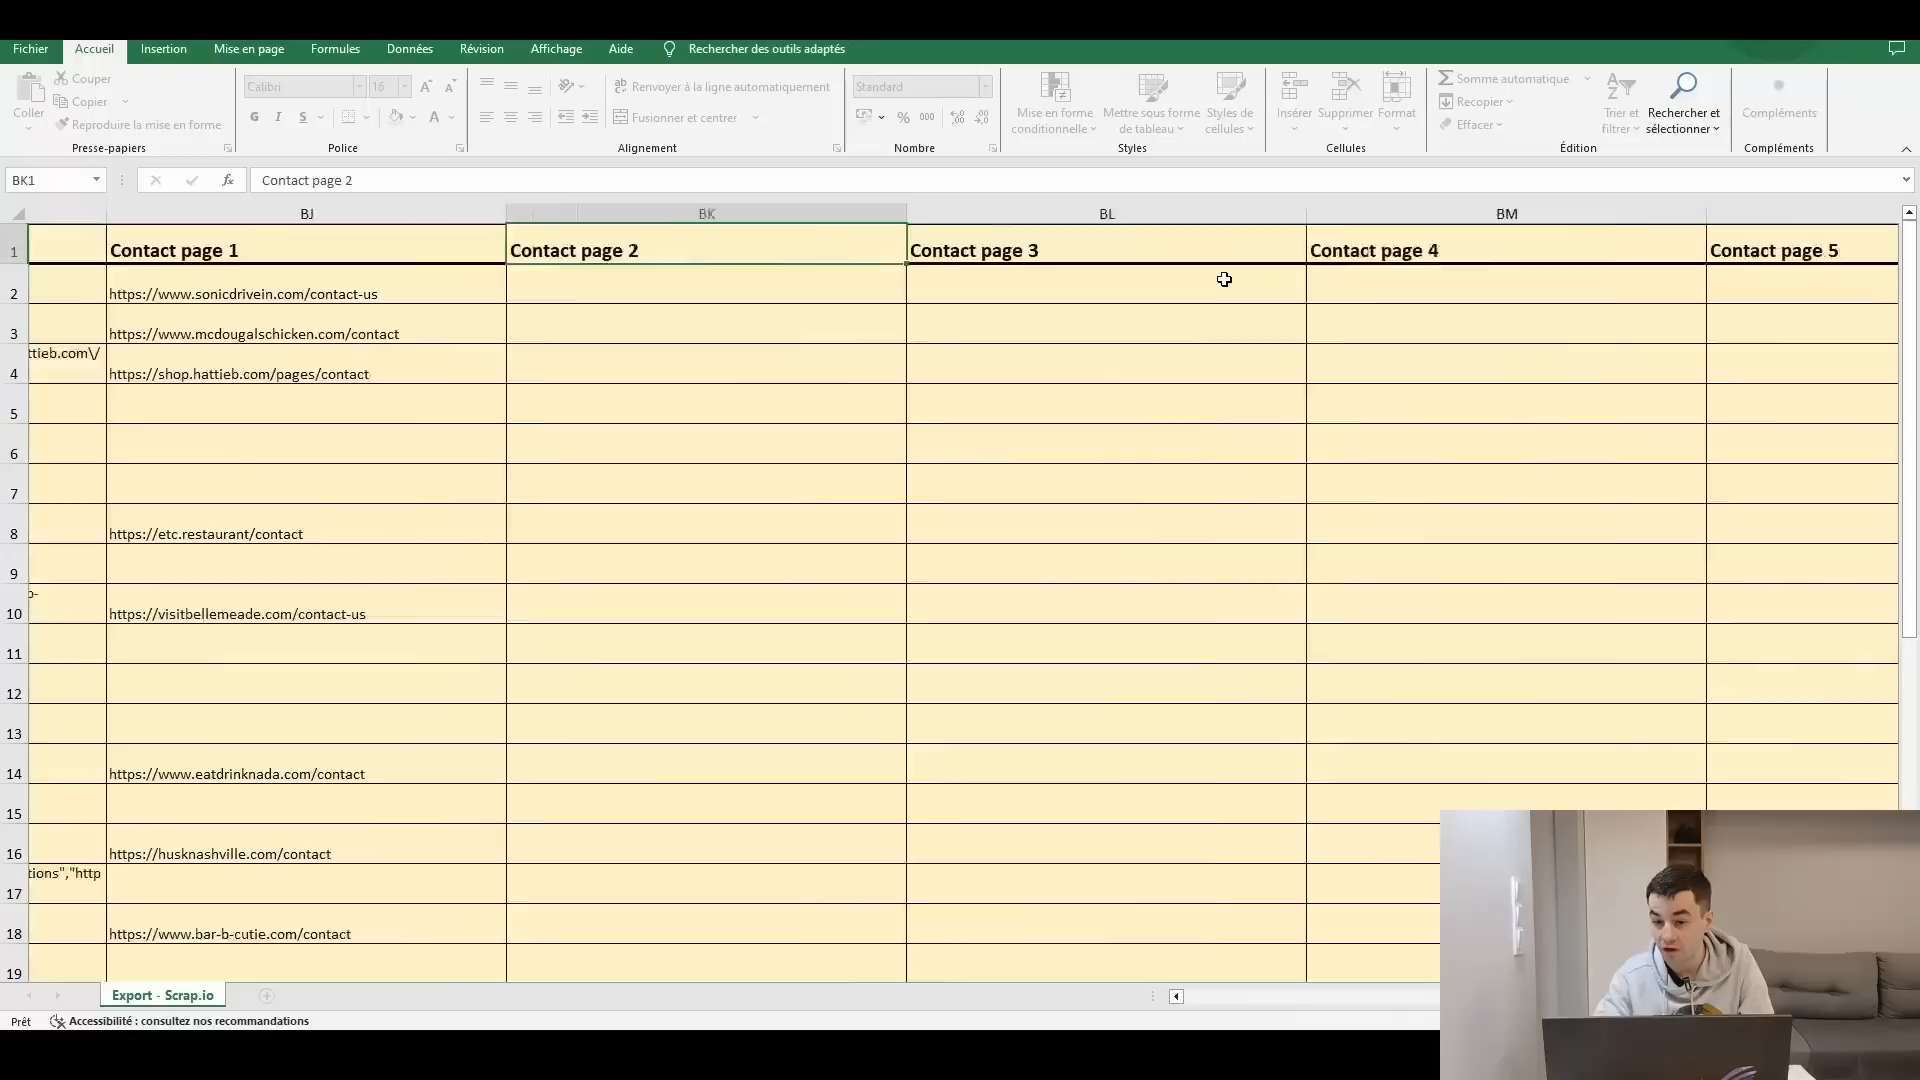 Fichier Accueil Insertion Mise en page Formules Données Révision Affichage Aide Rechercher des outils adaptés
Coller
Couper
Copier
Reproduire la mise en forme
Presse-papiers
Calibri 16
G I S
Police
Renvoyer à la ligne automatiquement
Fusionner et centrer
Alignement
Standard
% 000
Nombre
Mise en forme conditionnelle
Mettre sous forme de tableau
Styles de cellules
Styles
Insérer Supprimer Format
Cellules
Somme automatique
Recopier
Effacer
Trier et filtrer
Rechercher et sélectionner
Édition
Compléments
Compléments
BK1 fx Contact page 2
BJ BK BL BM
1 Contact page 1 Contact page 2 Contact page 3 Contact page 4 Contact page 5
2 https://www.sonicdrivein.com/contact-us
3 https://www.mcdougalschicken.com/contact
ttieb.com\/
4 https://shop.hattieb.com/pages/contact
5
6
7
8 https://etc.restaurant/contact
9
10 https://visitbellemeade.com/contact-us
11
12
13
14 https://www.eatdrinknada.com/contact
15
16 https://husknashville.com/contact
tions","http
17
18 https://www.bar-b-cutie.com/contact
19
Export - Scrap.io
Prêt Accessibilité : consultez nos recommandations